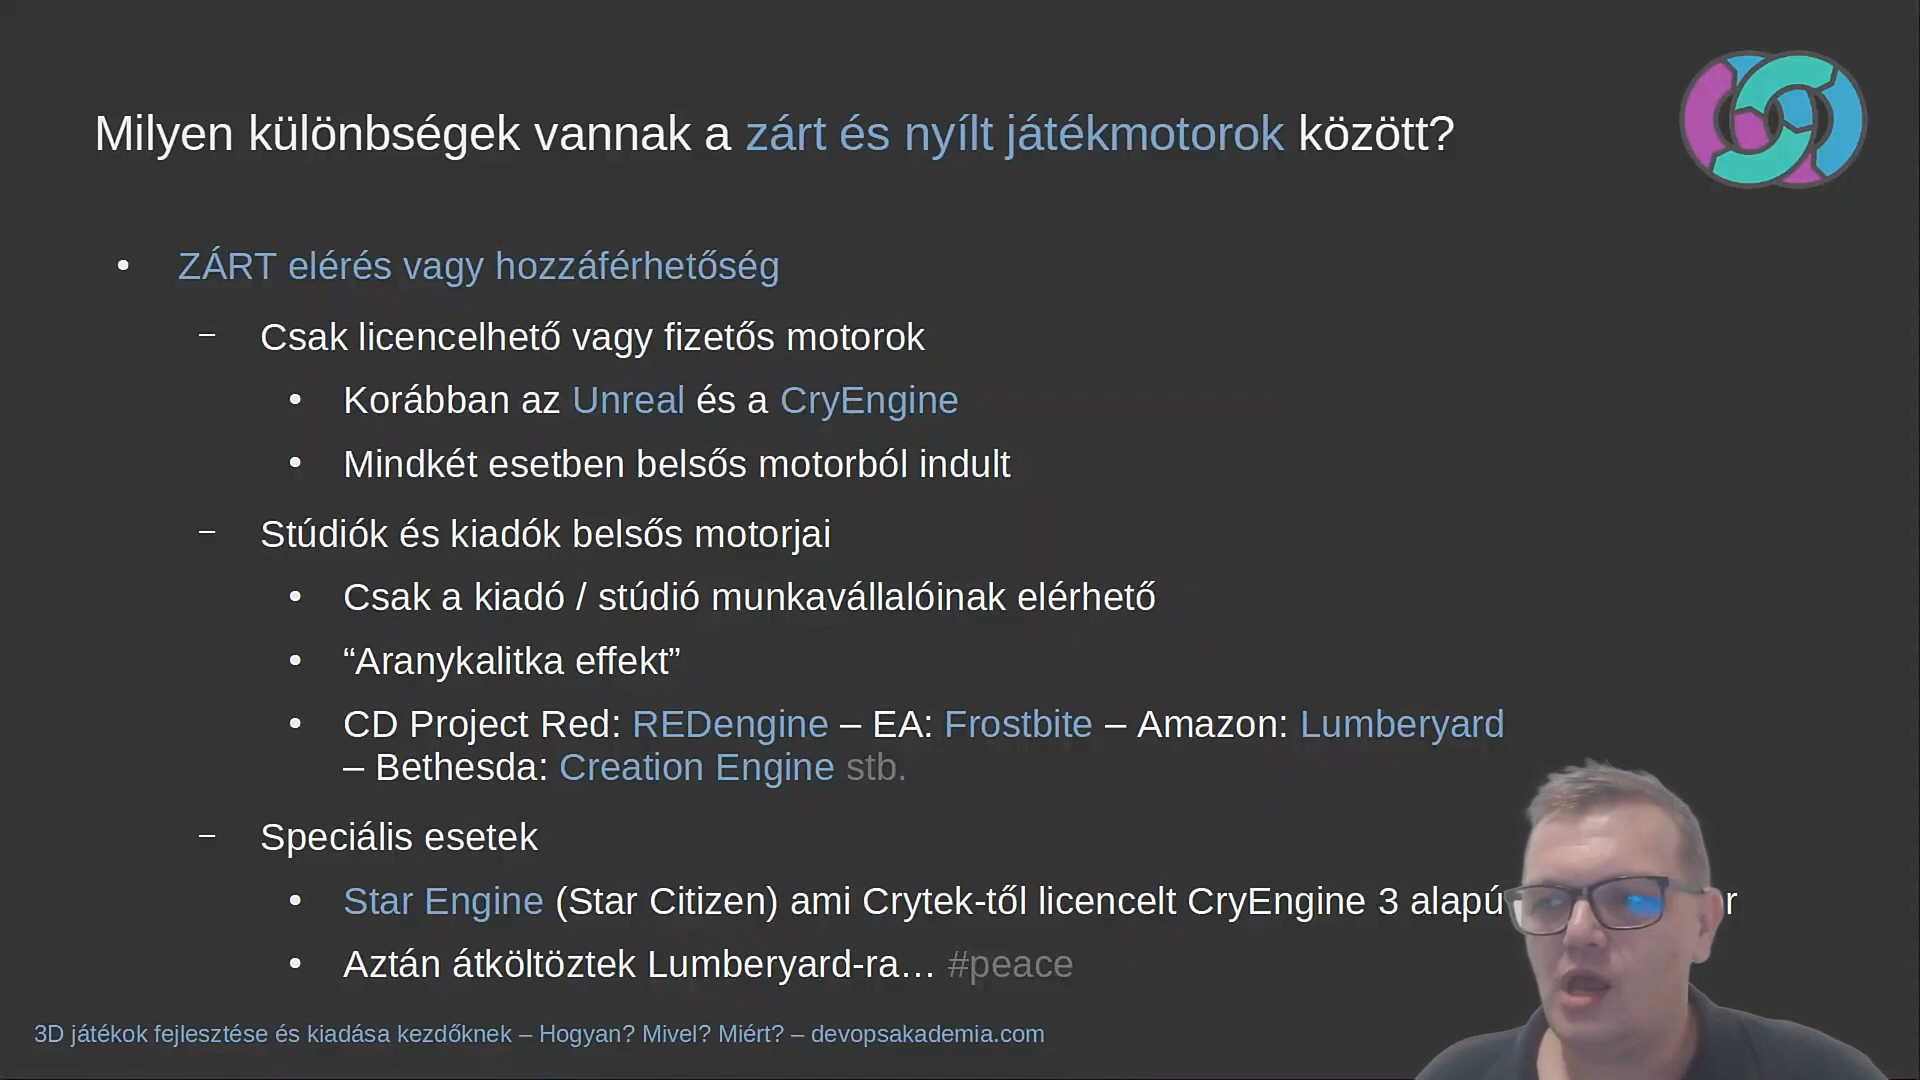 Milyen különbségek vannak a zárt és nyílt játékmotorok között?
• ZÁRT elérés vagy hozzáférhetőség
– Csak licencelhető vagy fizetős motorok
• Korábban az Unreal és a CryEngine
• Mindkét esetben belsős motorból indult
– Stúdiók és kiadók belsős motorjai
• Csak a kiadó / stúdió munkavállalóinak elérhető
• “Aranykalitka effekt”
• CD Project Red: REDengine – EA: Frostbite – Amazon: Lumberyard
– Bethesda: Creation Engine stb.
– Speciális esetek
• Star Engine (Star Citizen) ami Crytek-től licencelt CryEngine 3 alapú
• Aztán átköltöztek Lumberyard-ra… #peace
3D játékok fejlesztése és kiadása kezdőknek – Hogyan? Mivel? Miért? – devopsakademia.com